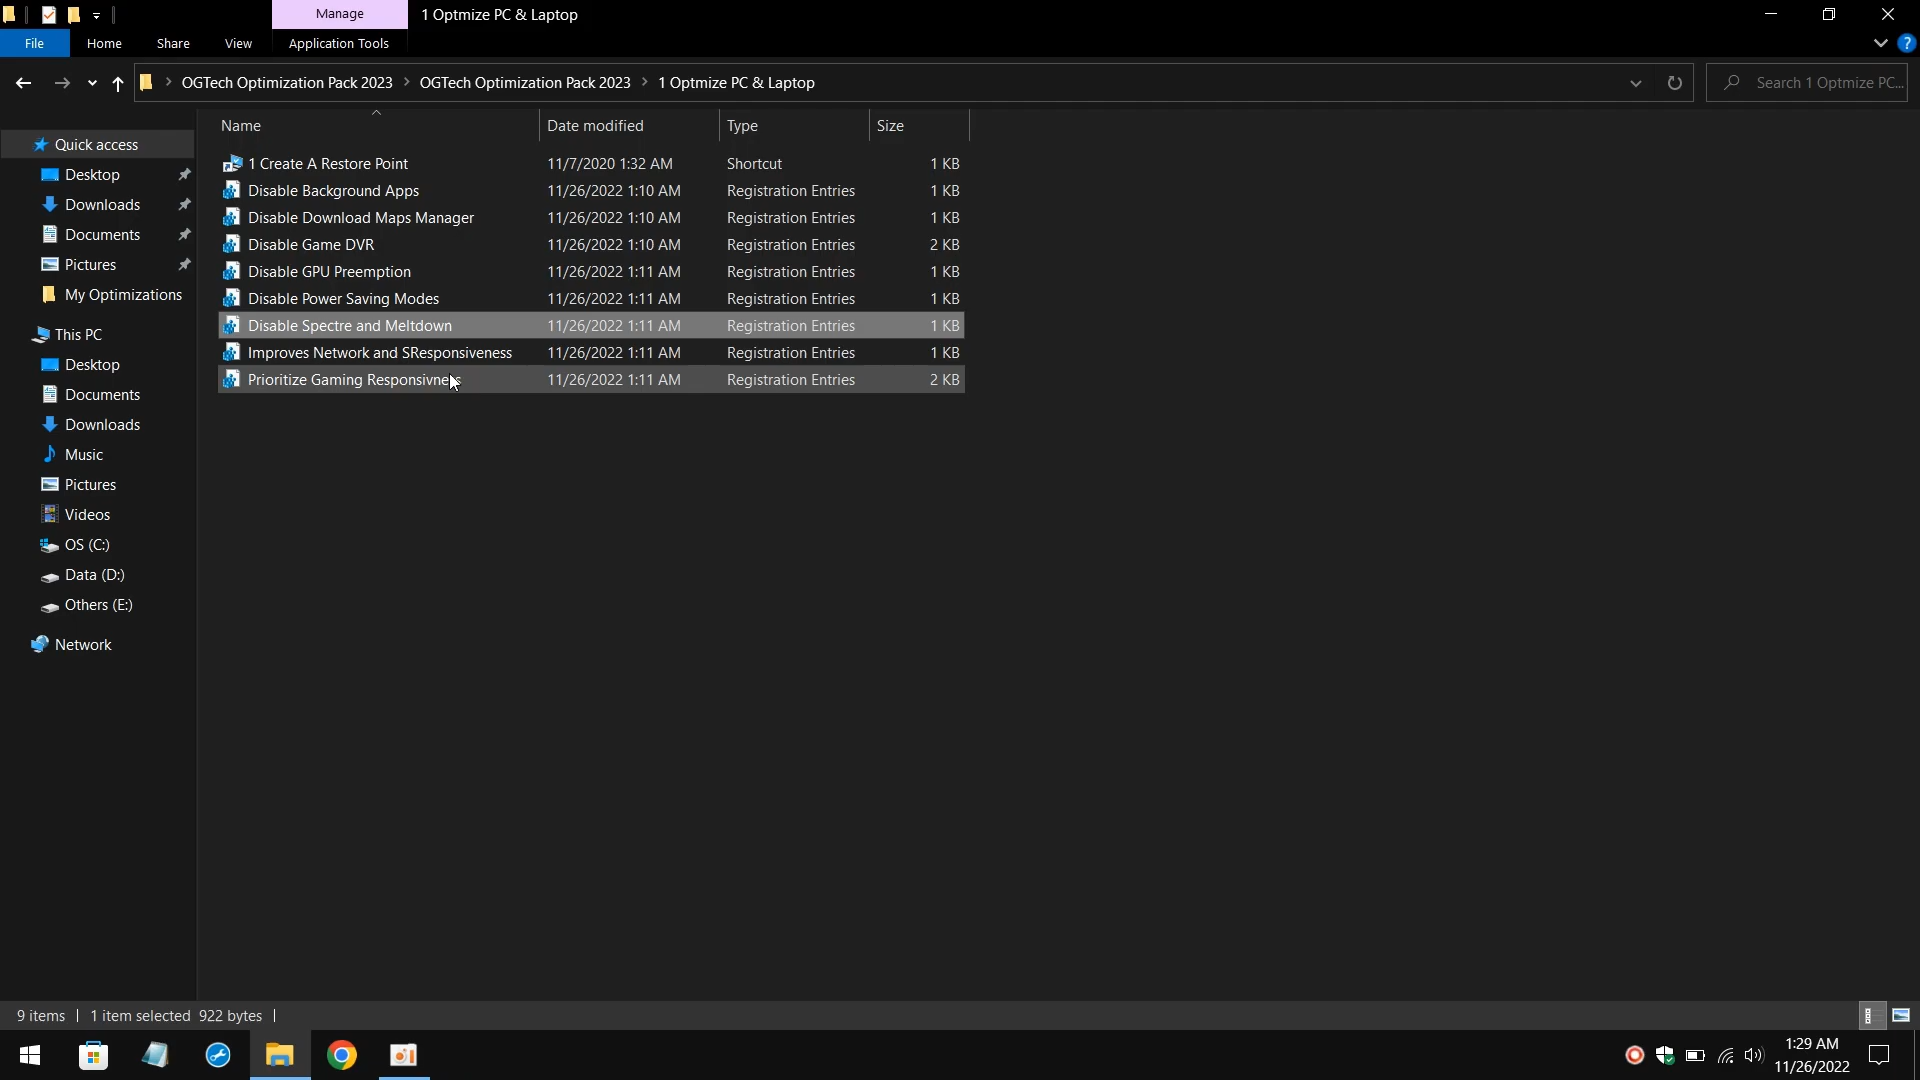 Manage
1 Optmize PC & Laptop
File
Home
Share
View
Application Tools
OGTech Optimization Pack 2023
OGTech Optimization Pack 2023
1 Optmize PC & Laptop
Search 1 Optmize PC...
Name
Date modified
Type
Size
Quick access
Desktop
Downloads
Documents
Pictures
My Optimizations
This PC
Desktop
Documents
Downloads
Music
Pictures
Videos
OS (C:)
Data (D:)
Others (E:)
Network
1 Create A Restore Point 11/7/2020 1:32 AM Shortcut 1 KB
Disable Background Apps 11/26/2022 1:10 AM Registration Entries 1 KB
Disable Download Maps Manager 11/26/2022 1:10 AM Registration Entries 1 KB
Disable Game DVR 11/26/2022 1:10 AM Registration Entries 2 KB
Disable GPU Preemption 11/26/2022 1:11 AM Registration Entries 1 KB
Disable Power Saving Modes 11/26/2022 1:11 AM Registration Entries 1 KB
Disable Spectre and Meltdown 11/26/2022 1:11 AM Registration Entries 1 KB
Improves Network and SResponsiveness 11/26/2022 1:11 AM Registration Entries 1 KB
Prioritize Gaming Responsivness 11/26/2022 1:11 AM Registration Entries 2 KB
9 items
1 item selected 922 bytes
1:29 AM
11/26/2022